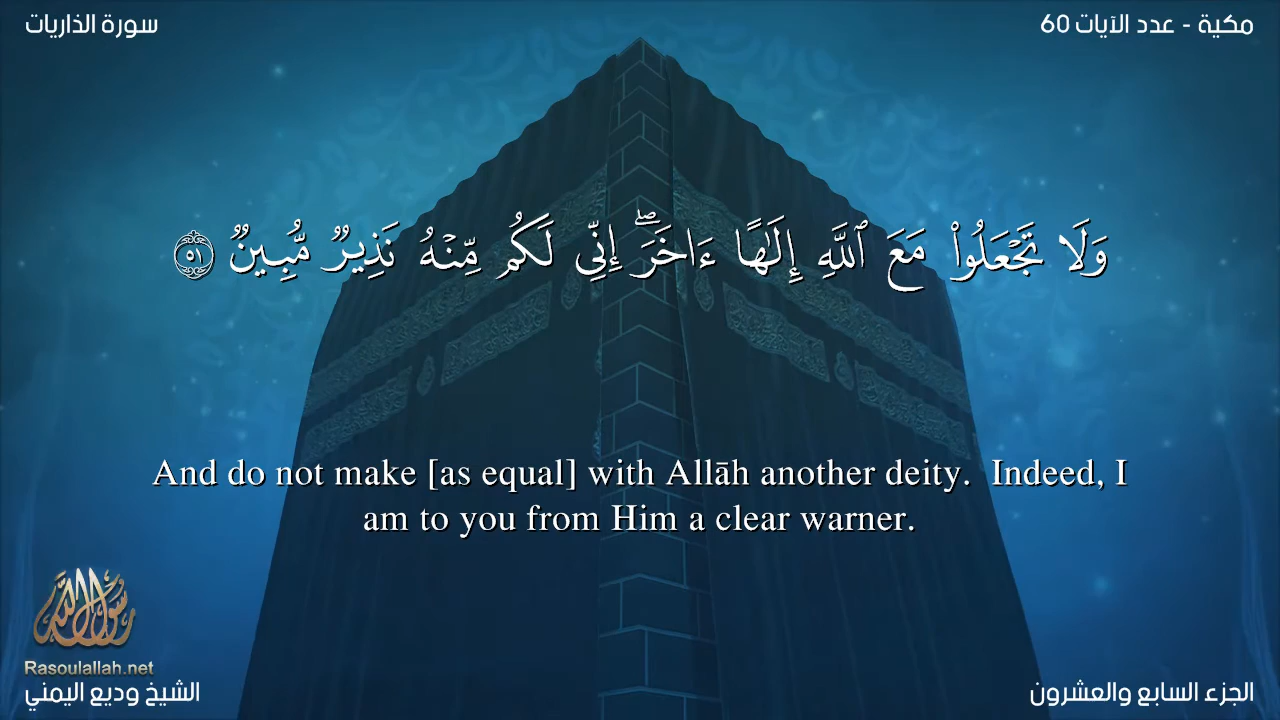 سورة الذاريات
مكية - عدد الآيات 60
وَلَا تَجْعَلُوا۟ مَعَ ٱللَّهِ إِلَـٰهًا ءَاخَرَ ۖ إِنِّى لَكُم مِّنْهُ نَذِيرٌ مُّبِينٌ ٥١
And do not make [as equal] with Allāh another deity.  Indeed, I
am to you from Him a clear warner.
رسول الله
Rasoulallah.net
الشيخ وديع اليمني
الجزء السابع والعشرون